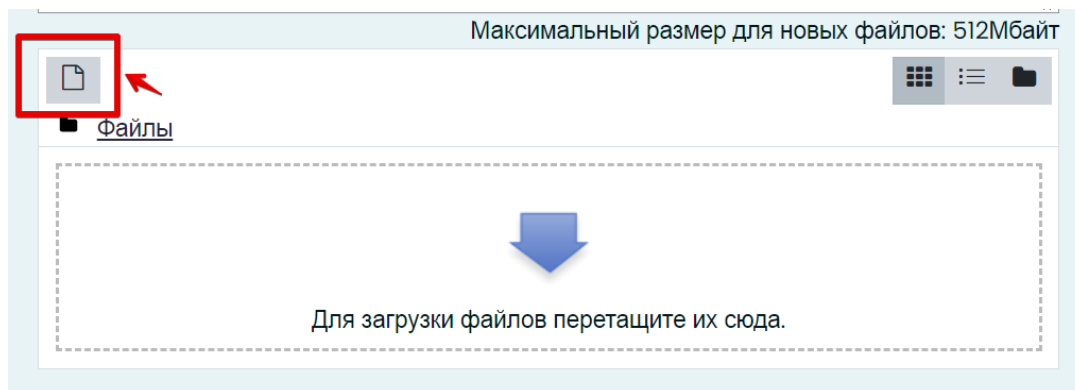 Максимальный размер для новых файлов: 512Мбайт
Файлы
Для загрузки файлов перетащите их сюда.